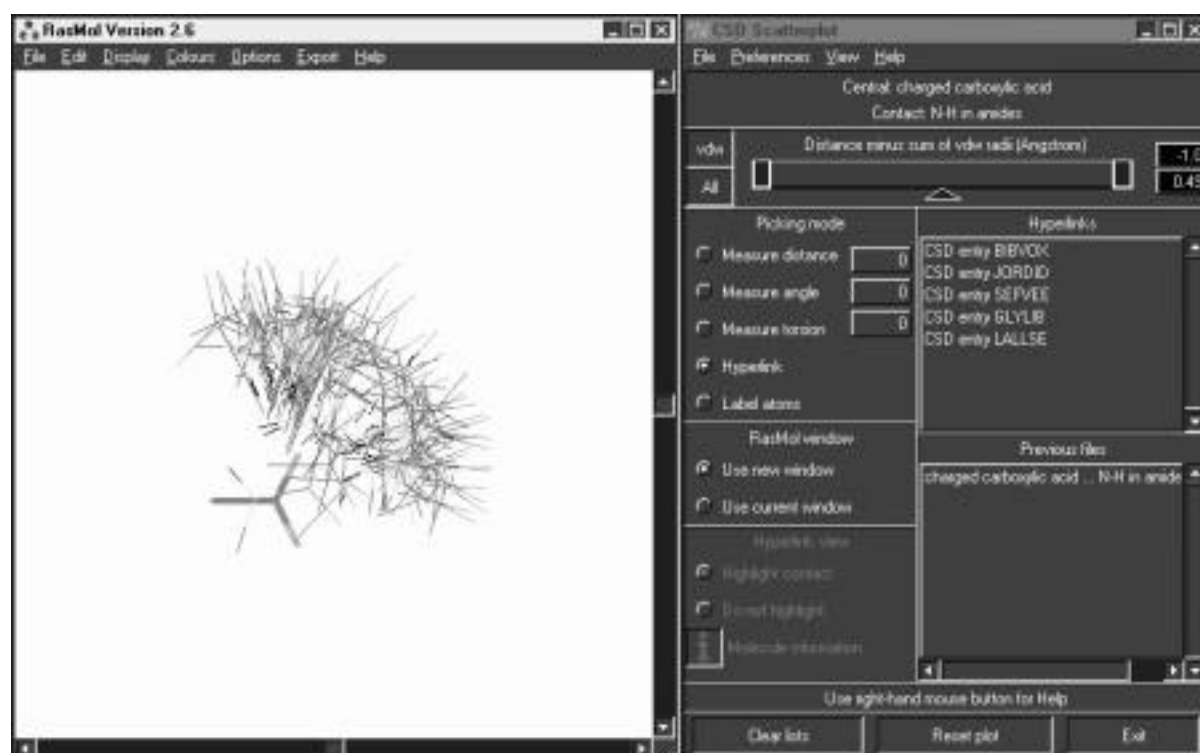 RasMol Version 2.6
File Edit Display Colours Options Export Help
CSD Scatterplot
File Preferences View Help
Central: charged carboxylic acid
Contact: N-H in amides
vdw
Distance minus sum of vdw radii (Angstrom)
All
0.45
Picking mode
Measure distance 0
Measure angle 0
Measure torsion 0
Hyperlink
Label atoms
Hyperlinks
CSD entry BIBVOX
CSD entry JORDID
CSD entry SEFVEE
CSD entry GLYLIB
CSD entry LALLSE
RasMol window
Use new window
Use current window
Previous files
charged carboxylic acid ... N-H in amide
Hyperlink view
Highlight contact
Do not highlight
Molecule information
Use right-hand mouse button for Help
Clear lists Reset plot Exit